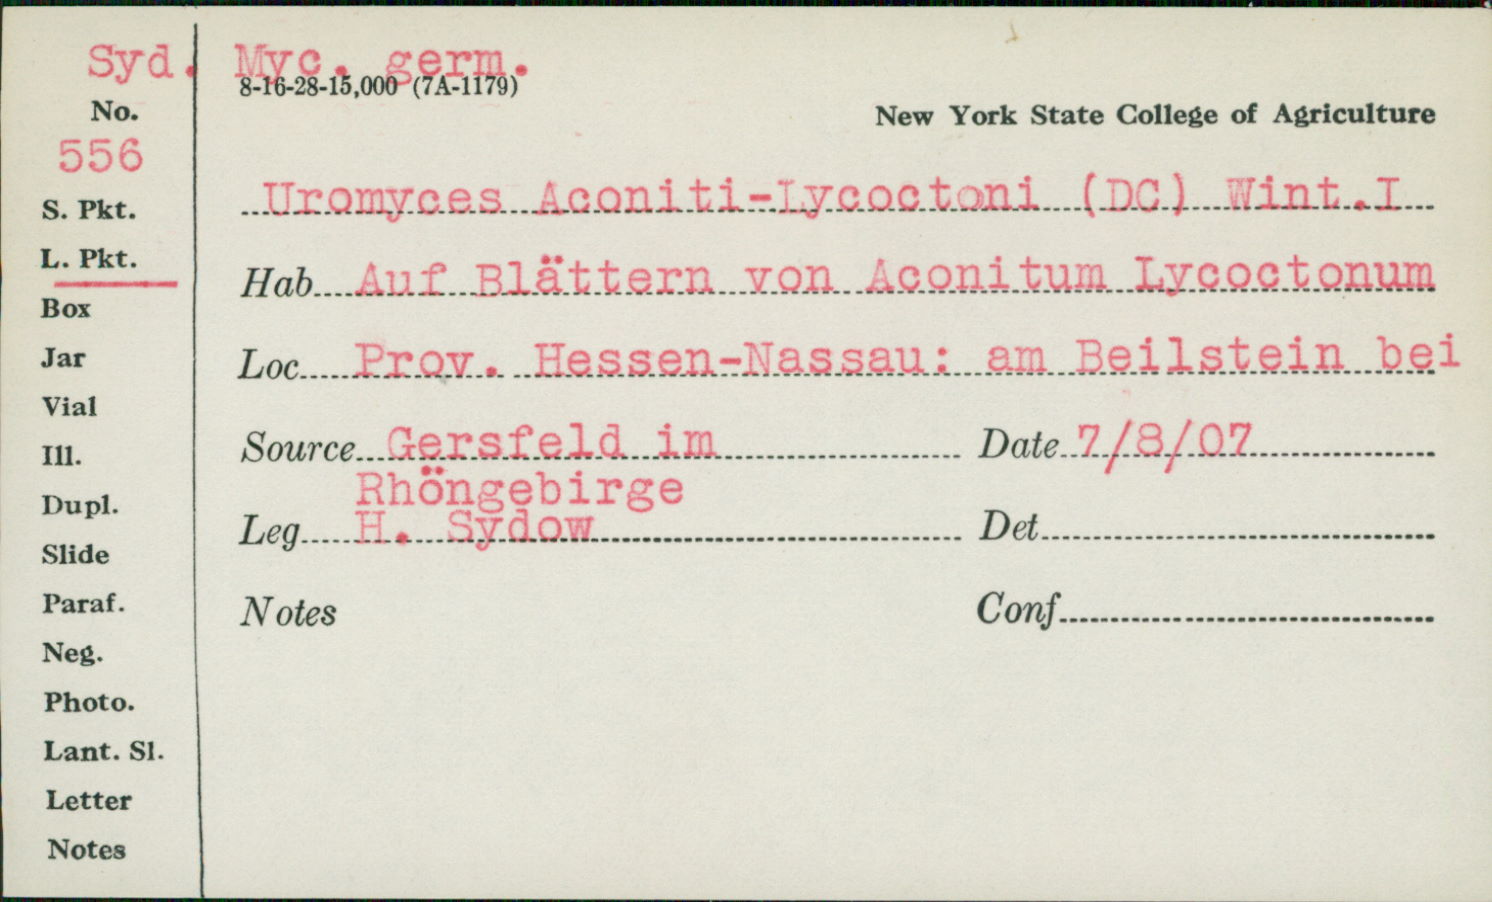 Syd. Myc. germ.
8-16-28-15,000 (7A-1179)
No.
New York State College of Agriculture
556
S. Pkt.
Uromyces Aconiti-Lycoctoni (DC) Wint.I
L. Pkt.
Hab Auf Blättern von Aconitum Lycoctonum
Box
Jar
Loc Prov. Hessen-Nassau: am Beilstein bei
Vial
Ill.
Source Gersfeld im Date 7/8/07
Rhöngebirge
Dupl.
Leg H. Sydow Det
Slide
Paraf.
Notes Conf
Neg.
Photo.
Lant. Sl.
Letter
Notes